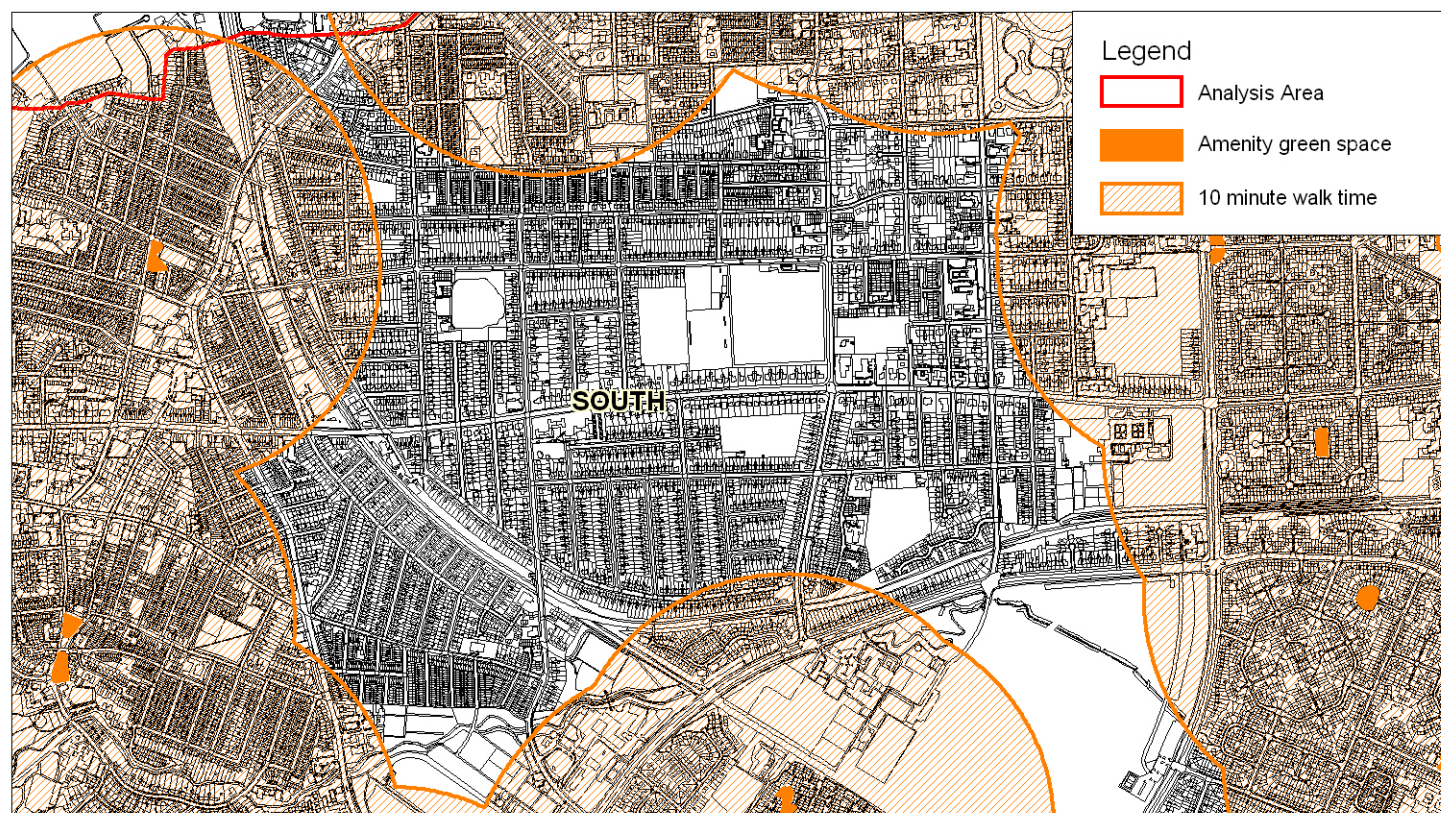 Legend
Analysis Area
Amenity green space
10 minute walk time
SOUTH